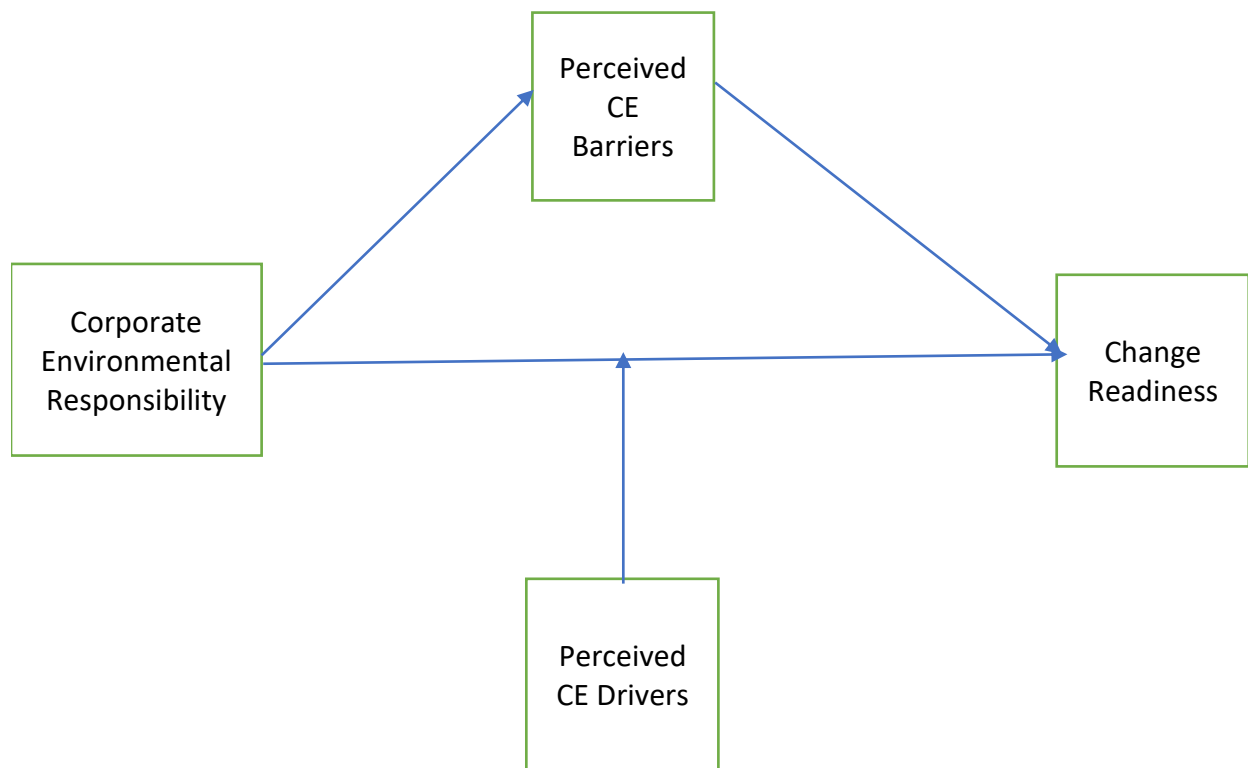 Perceived
CE
Barriers
Corporate
Environmental
Responsibility
Change
Readiness
Perceived
CE Drivers